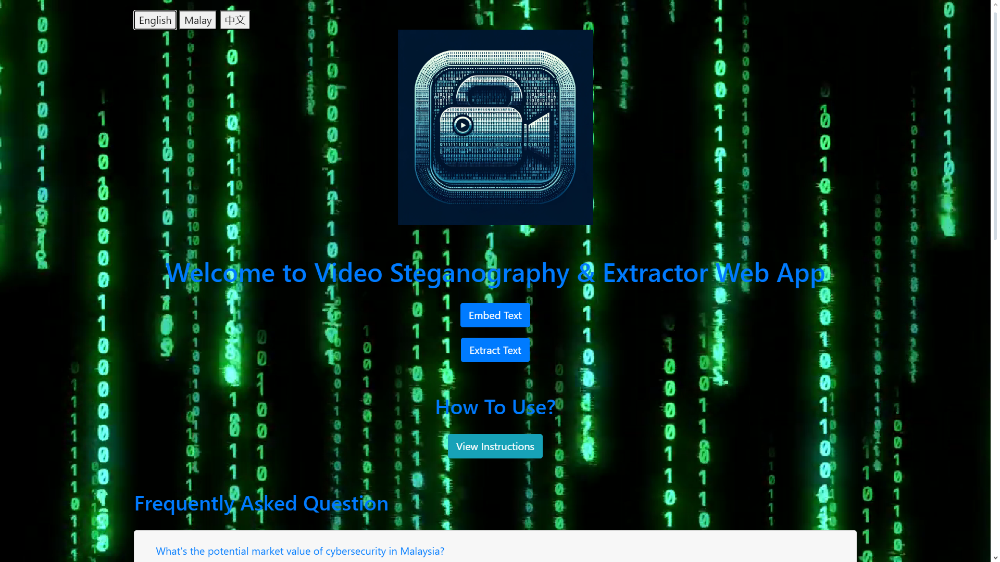 English Malay 中文
Welcome to Video Steganography & Extractor Web App
Embed Text
Extract Text
How To Use?
View Instructions
Frequently Asked Question
What's the potential market value of cybersecurity in Malaysia?